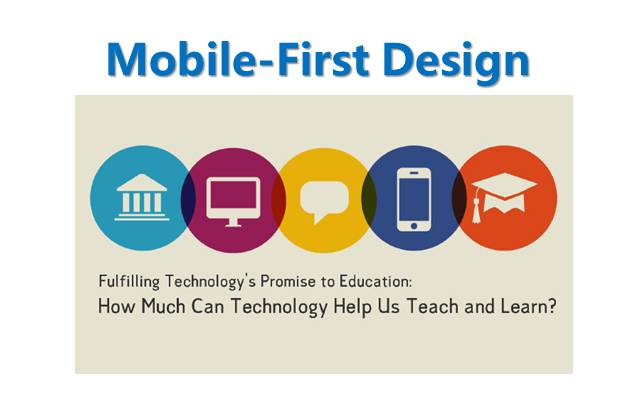 Mobile-First Design
Fulfilling Technology's Promise to Education:
How Much Can Technology Help Us Teach and Learn?